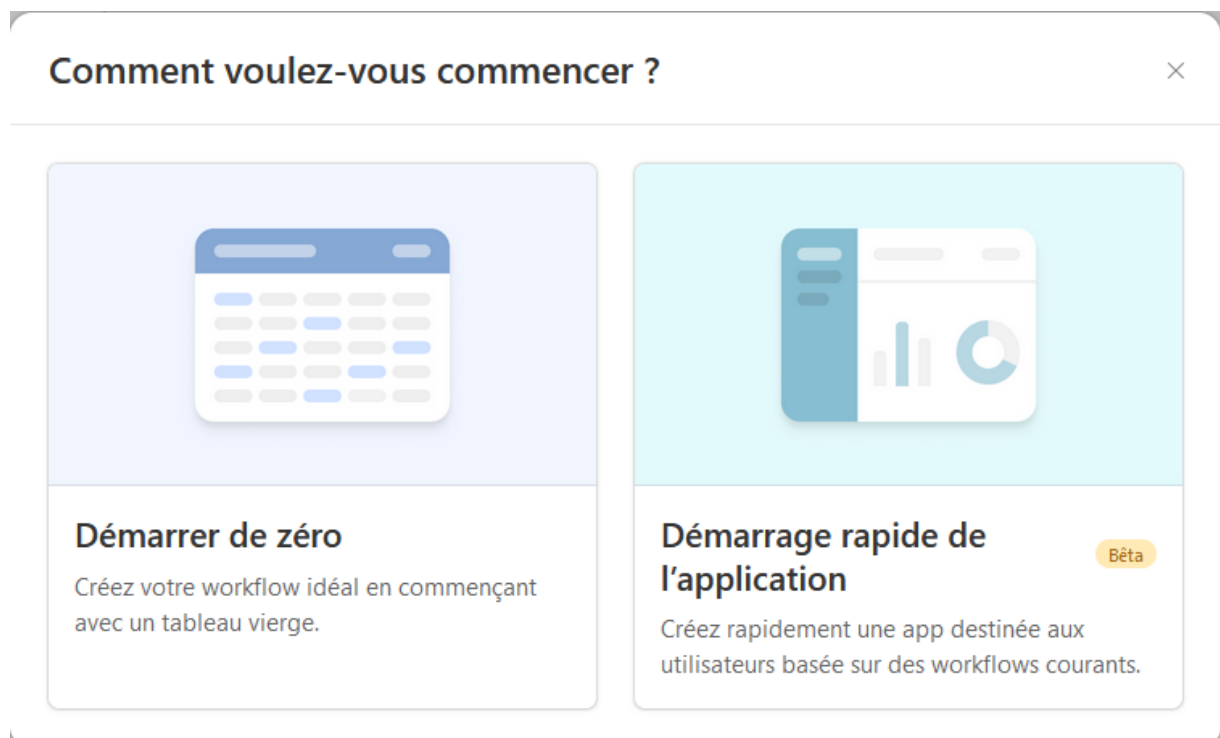 Comment voulez-vous commencer ?
Démarrer de zéro
Créez votre workflow idéal en commençant
avec un tableau vierge.
Démarrage rapide de
l’application
Bêta
Créez rapidement une app destinée aux
utilisateurs basée sur des workflows courants.